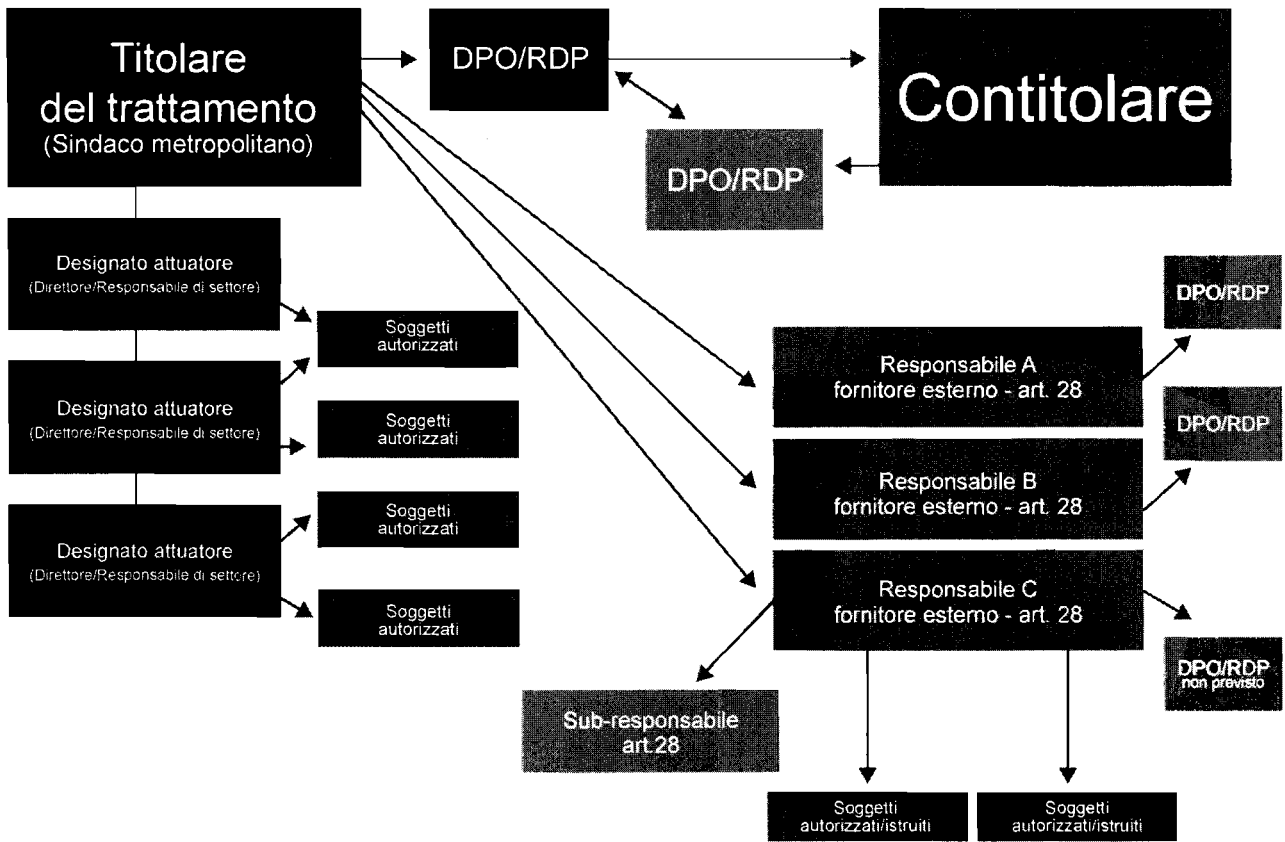 Titolare
del trattamento
(Sindaco metropolitano)
DPO/RDP
Contitolare
DPO/RDP
Designato attuatore
(Direttore/Responsabile di settore)
Soggetti
autorizzati
Designato attuatore
(Direttore/Responsabile di settore)
Soggetti
autorizzati
Designato attuatore
(Direttore/Responsabile di settore)
Soggetti
autorizzati
Soggetti
autorizzati
Responsabile A
fornitore esterno - art. 28
DPO/RDP
Responsabile B
fornitore esterno - art. 28
DPO/RDP
Responsabile C
fornitore esterno - art. 28
DPO/RDP
non previsto
Sub-responsabile
art.28
Soggetti
autorizzati/istruiti
Soggetti
autorizzati/istruiti